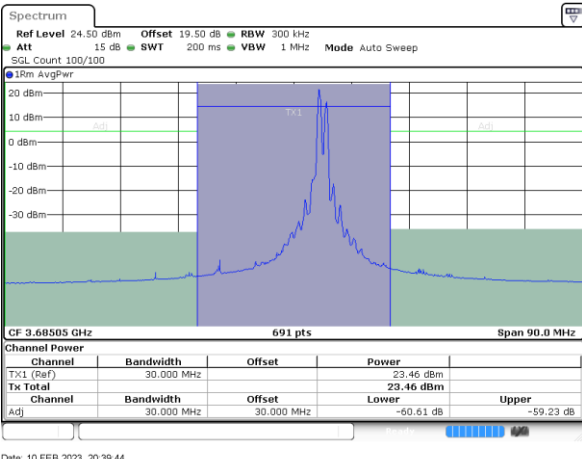 Spectrum
Ref Level 24.50 dBm Offset 19.50 dB RBW 300 kHz
Att 15 dB SWT 200 ms VBW 1 MHz Mode Auto Sweep
SGL Count 100/100
1Rm AvgPwr
20 dBm
TX1
10 dBm
Adj Adj
0 dBm
-10 dBm
-20 dBm
-30 dBm
CF 3.68505 GHz 691 pts Span 90.0 MHz
Channel Power
Channel Bandwidth Offset Power
TX1 (Ref) 30.000 MHz 23.46 dBm
Tx Total 23.46 dBm
Channel Bandwidth Offset Lower Upper
Adj 30.000 MHz 30.000 MHz -60.61 dB -59.23 dB
Ready
Date: 10.FEB.2023 20:39:44